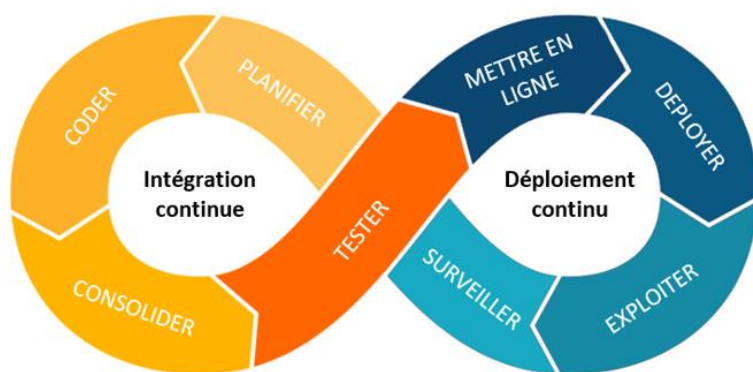 PLANIFIER
CODER
CONSOLIDER
TESTER
METTRE EN
LIGNE
DEPLOYER
EXPLOITER
SURVEILLER
Intégration
continue
Déploiement
continu